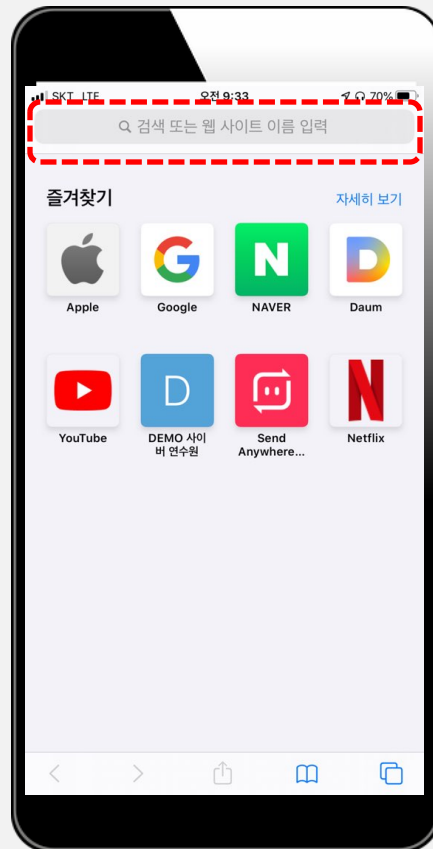 SKT LTE 오전 9:33 70%
검색 또는 웹 사이트 이름 입력
즐겨찾기 자세히 보기
N D
Apple Google NAVER Daum
D
YouTube DEMO 사이버 연수원 Send Anywhere... Netflix